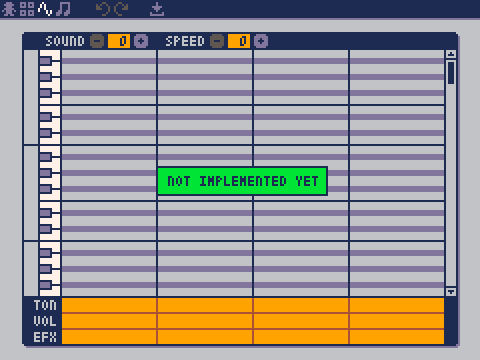 SOUND - 0 + SPEED - 0 +
NOT IMPLEMENTED YET
TON
VOL
EFX